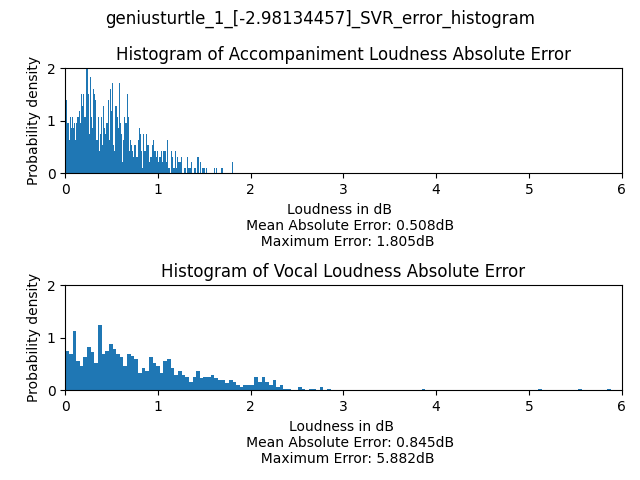 geniusturtle_1_[-2.98134457]_SVR_error_histogram
Histogram of Accompaniment Loudness Absolute Error
Probability density
2
1
0
0 1 2 3 4 5 6
Loudness in dB
Mean Absolute Error: 0.508dB
Maximum Error: 1.805dB
Histogram of Vocal Loudness Absolute Error
Probability density
2
1
0
0 1 2 3 4 5 6
Loudness in dB
Mean Absolute Error: 0.845dB
Maximum Error: 5.882dB